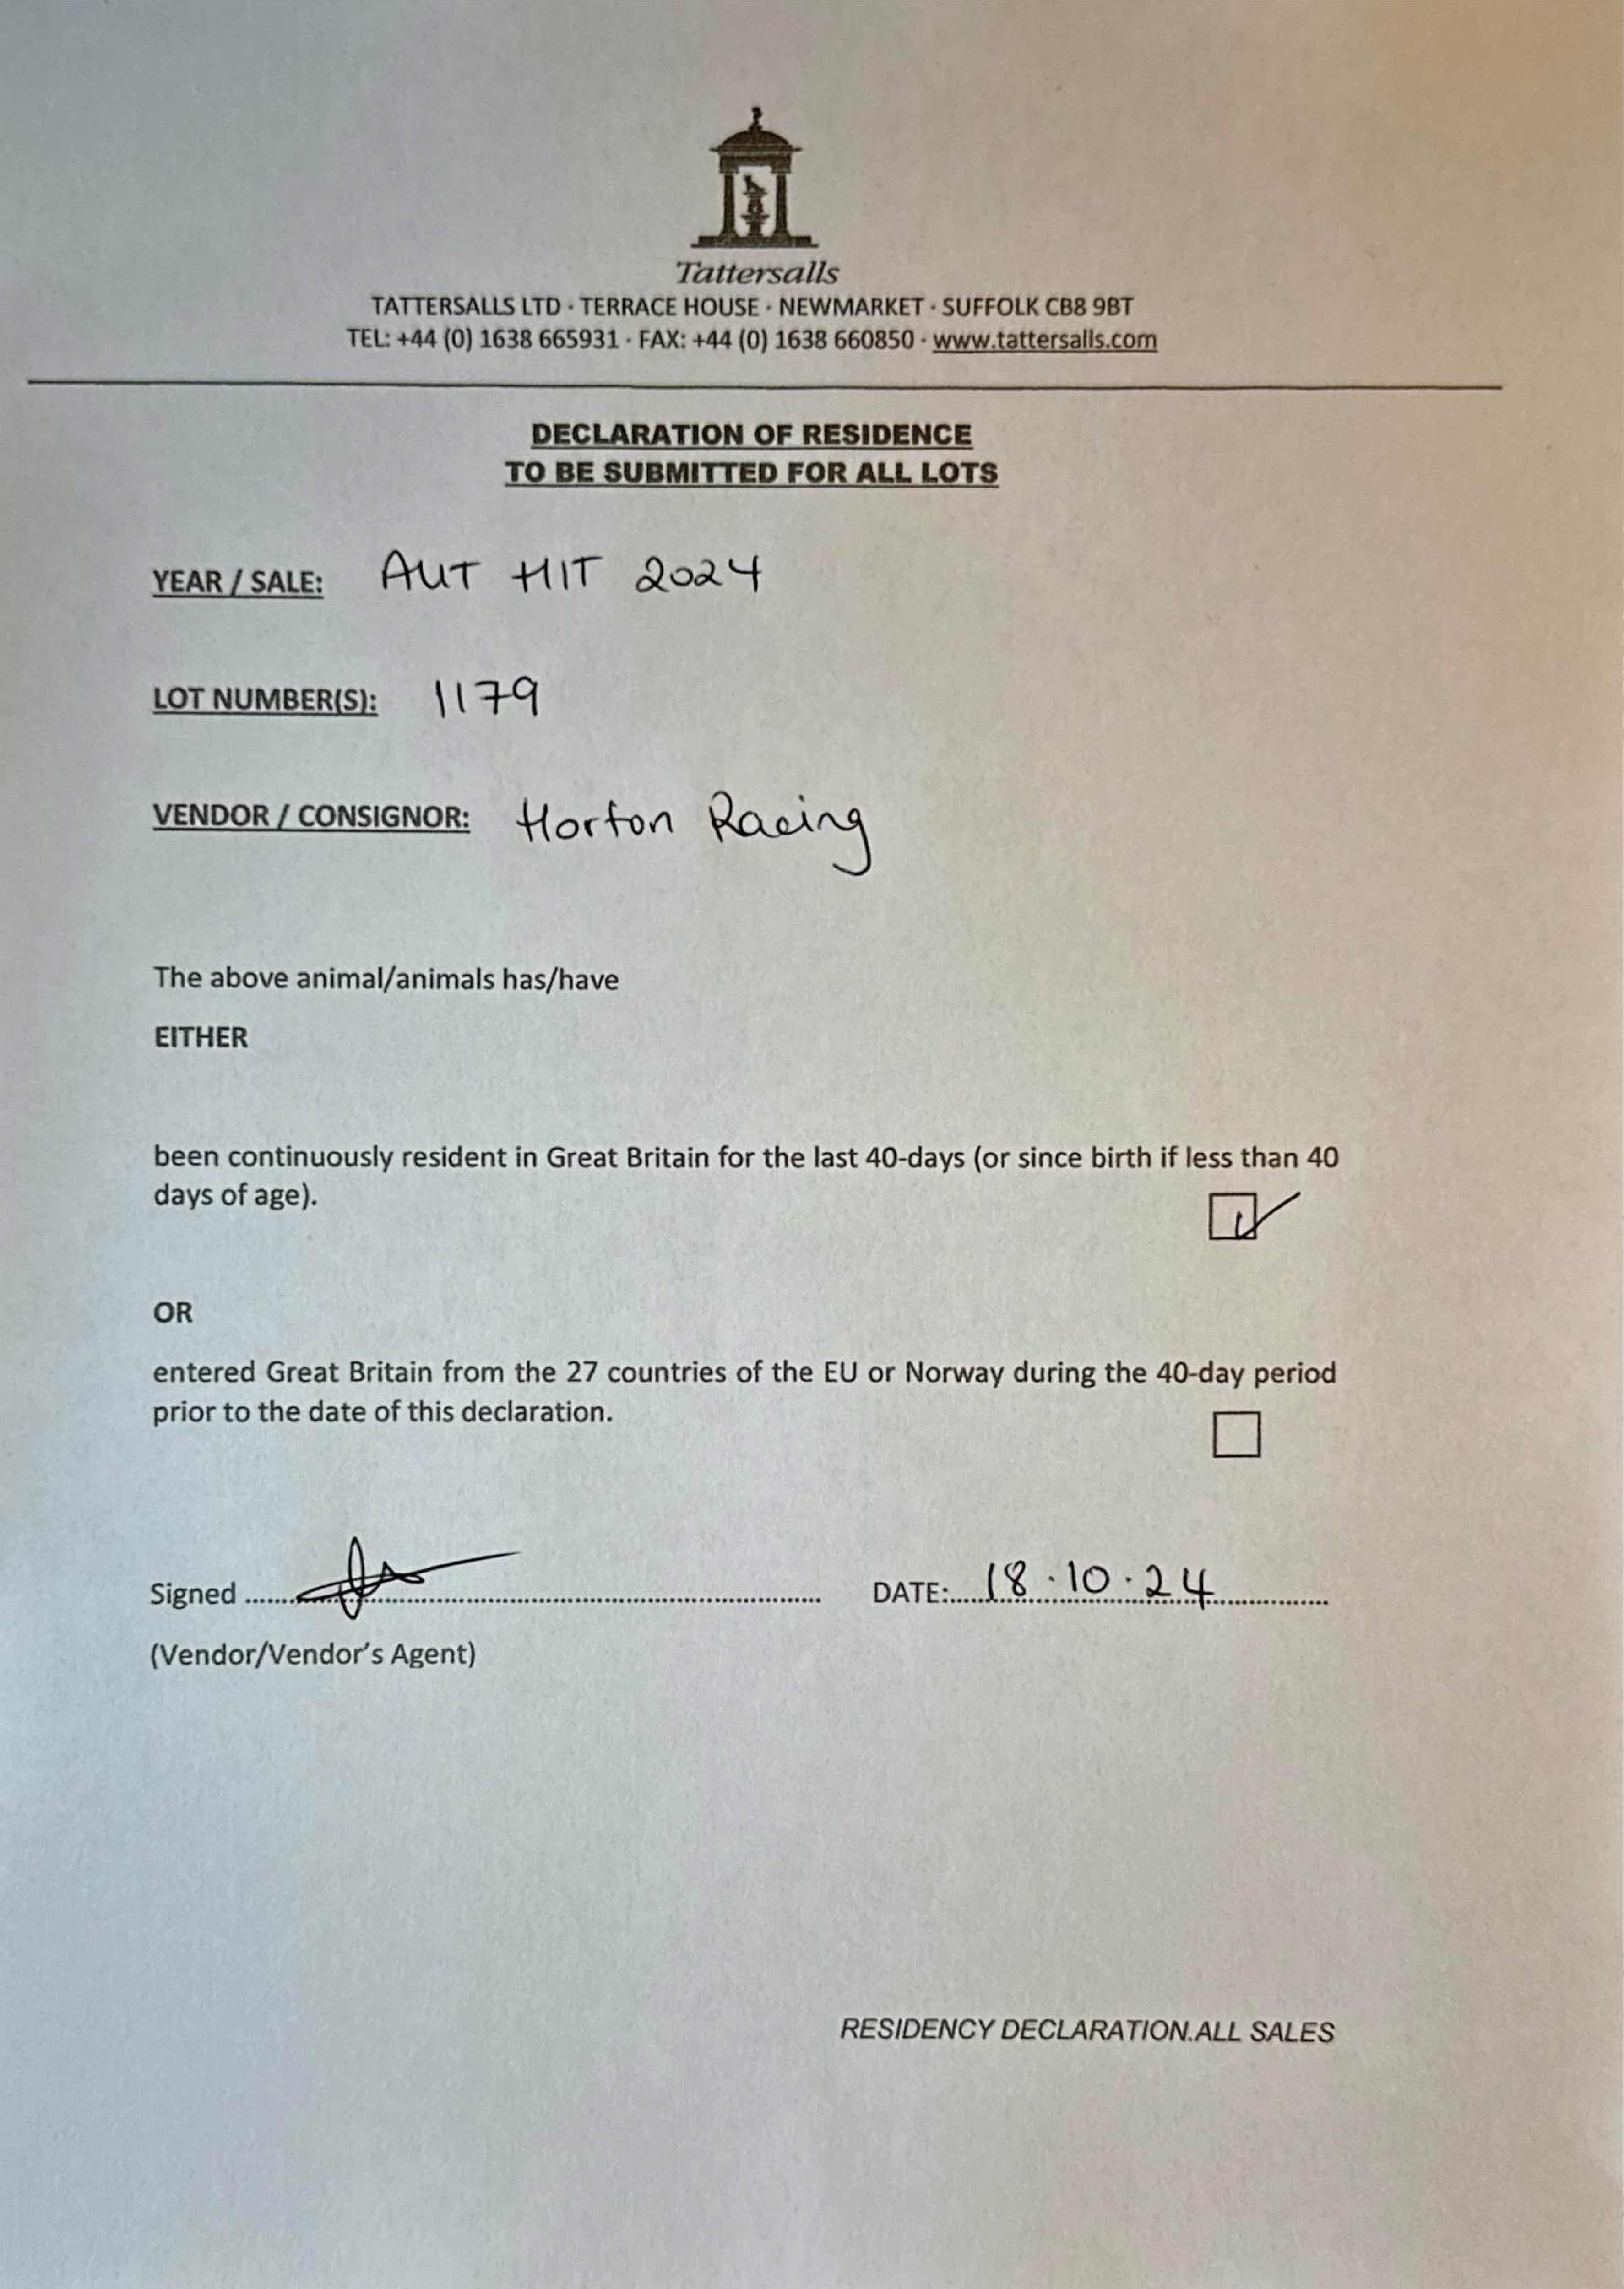 Tattersalls
TATTERSALLS LTD · TERRACE HOUSE · NEWMARKET · SUFFOLK CB8 9BT
TEL: +44 (0) 1638 665931 · FAX: +44 (0) 1638 660850 · www.tattersalls.com
DECLARATION OF RESIDENCE
TO BE SUBMITTED FOR ALL LOTS
YEAR / SALE: AUT HIT 2024
LOT NUMBER(S): 1179
VENDOR / CONSIGNOR: Horton Racing
The above animal/animals has/have
EITHER
been continuously resident in Great Britain for the last 40-days (or since birth if less than 40
days of age).
OR
entered Great Britain from the 27 countries of the EU or Norway during the 40-day period
prior to the date of this declaration.
Signed ........ DATE: 18.10.24
(Vendor/Vendor's Agent)
RESIDENCY DECLARATION.ALL SALES